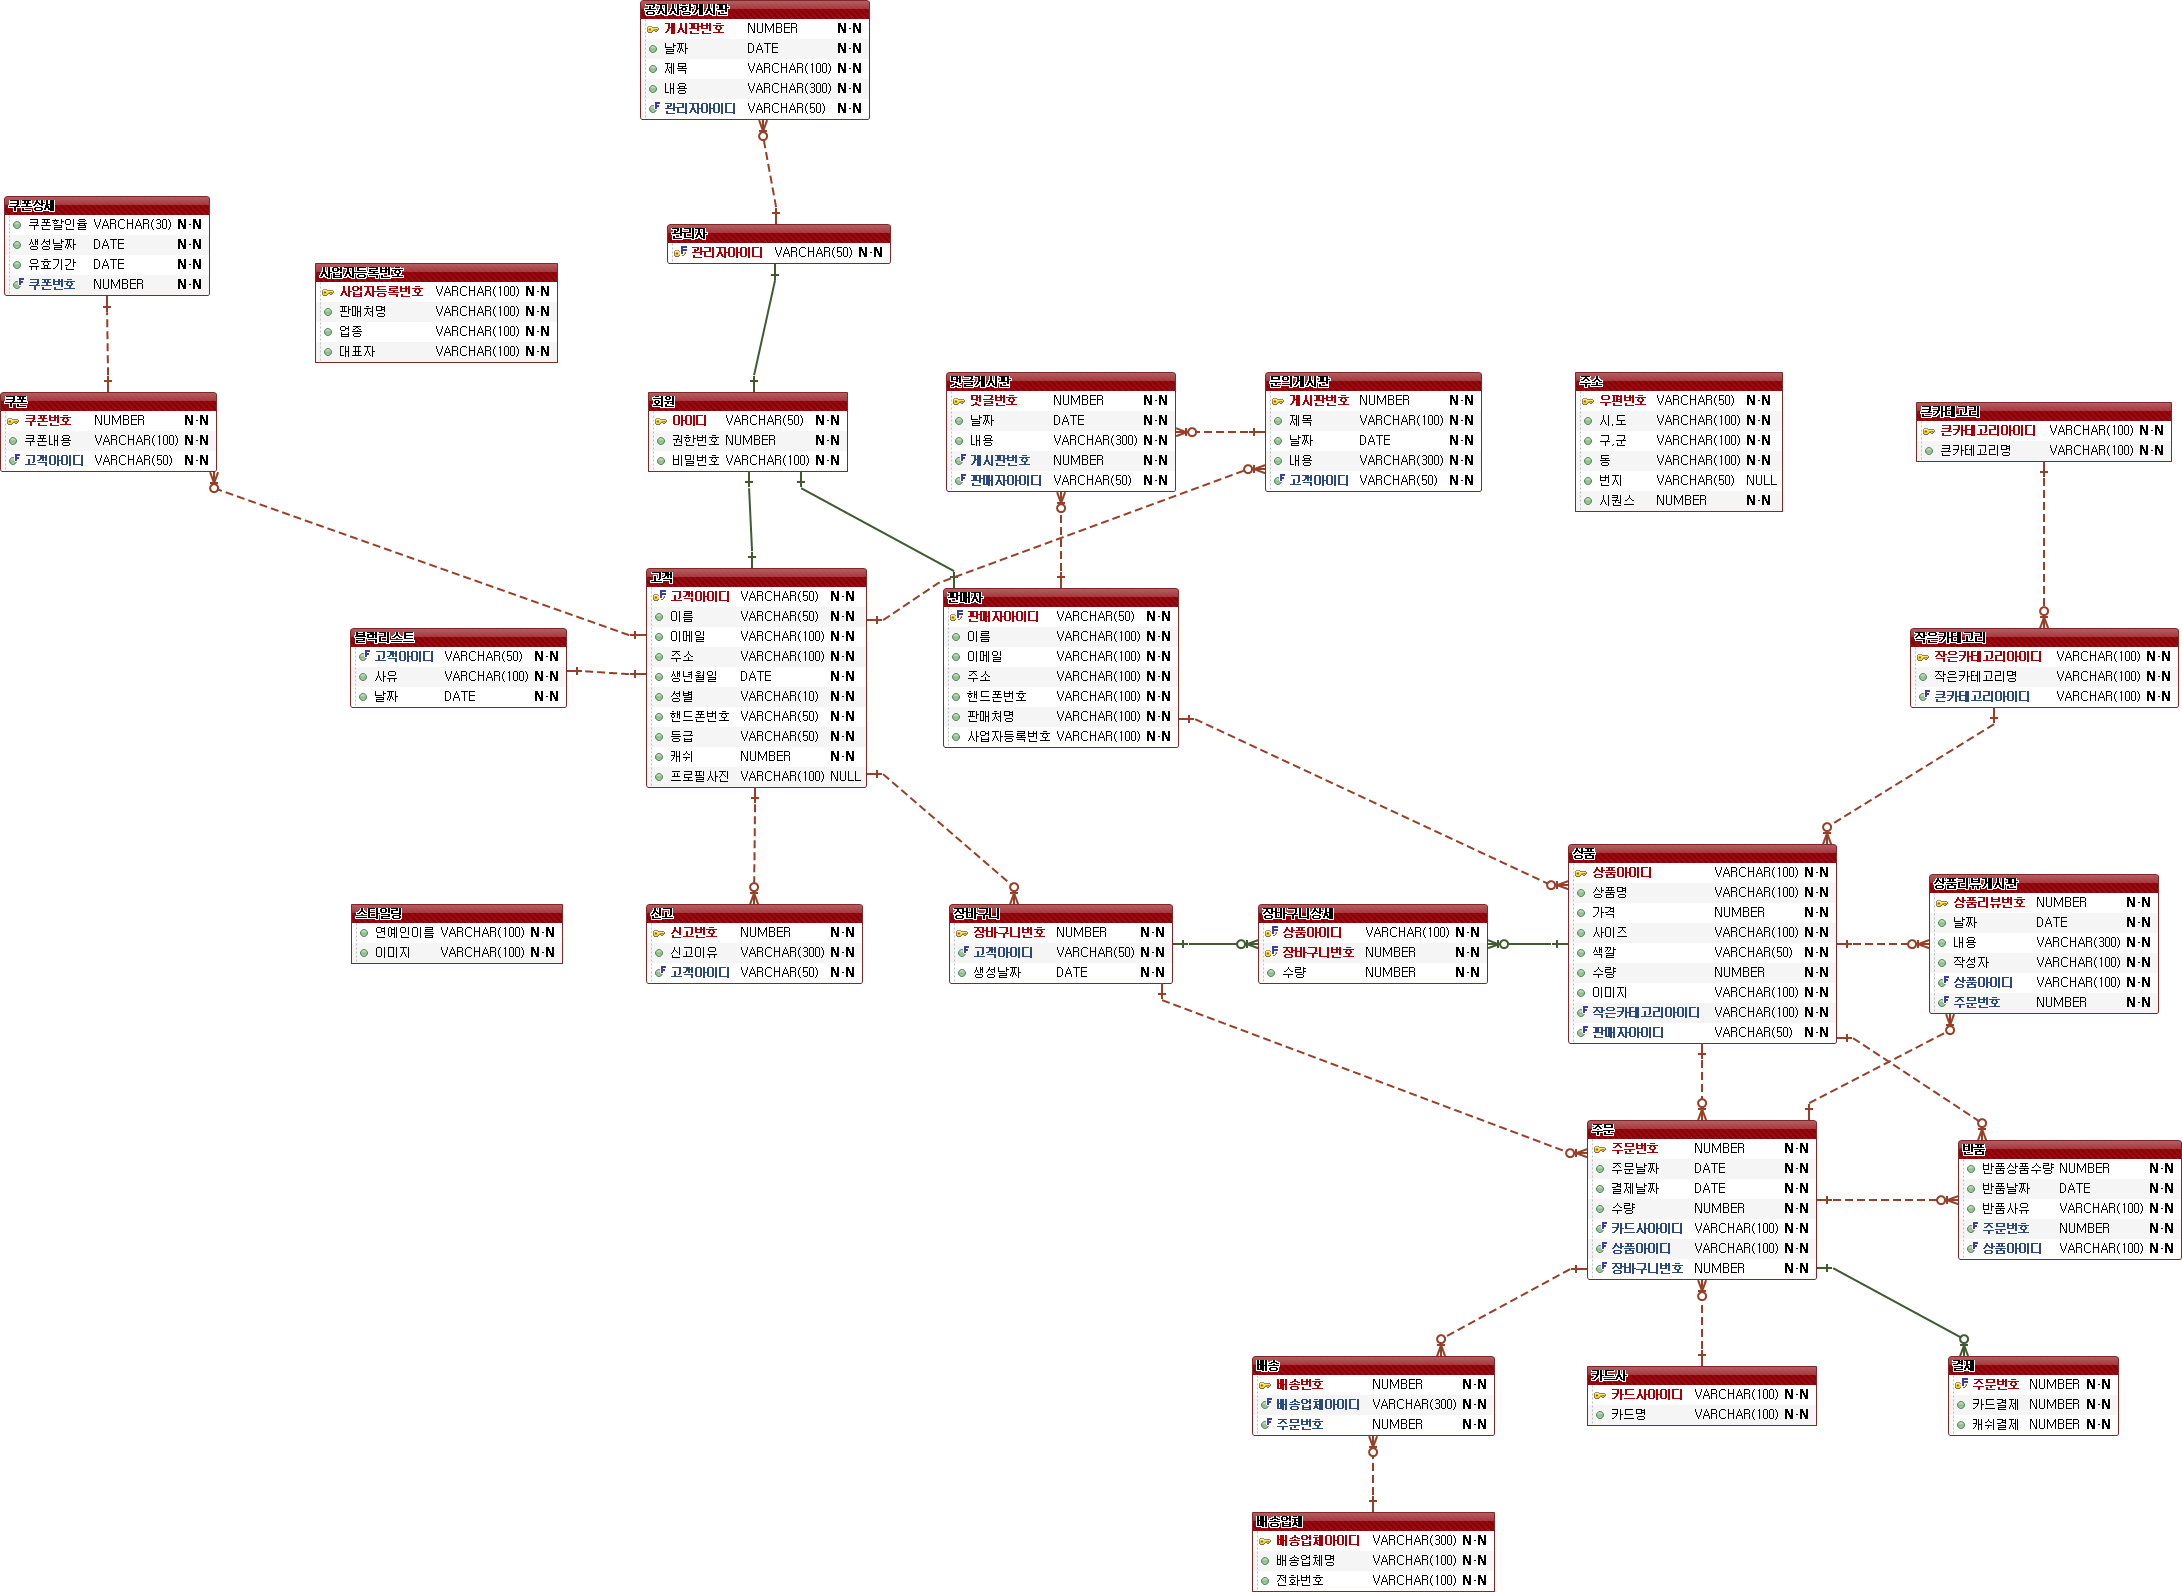 공지사항게시판
게시판번호 NUMBER N-N
날짜 DATE N-N
제목 VARCHAR(100) N-N
내용 VARCHAR(300) N-N
관리자아이디 VARCHAR(50) N-N
관리자
관리자아이디 VARCHAR(50) N-N
쿠폰상세
쿠폰할인율 VARCHAR(30) N-N
생성날짜 DATE N-N
유효기간 DATE N-N
쿠폰번호 NUMBER N-N
사업자등록번호
사업자등록번호 VARCHAR(100) N-N
판매처명 VARCHAR(100) N-N
업종 VARCHAR(100) N-N
대표자 VARCHAR(100) N-N
쿠폰
쿠폰번호 NUMBER N-N
쿠폰내용 VARCHAR(100) N-N
고객아이디 VARCHAR(50) N-N
회원
아이디 VARCHAR(50) N-N
권한번호 NUMBER N-N
비밀번호 VARCHAR(100) N-N
댓글게시판
댓글번호 NUMBER N-N
날짜 DATE N-N
내용 VARCHAR(300) N-N
게시판번호 NUMBER N-N
판매자아이디 VARCHAR(50) N-N
문의게시판
게시판번호 NUMBER N-N
제목 VARCHAR(100) N-N
날짜 DATE N-N
내용 VARCHAR(300) N-N
고객아이디 VARCHAR(50) N-N
주소
우편번호 VARCHAR(50) N-N
시,도 VARCHAR(100) N-N
구,군 VARCHAR(100) N-N
동 VARCHAR(100) N-N
번지 VARCHAR(50) NULL
시퀀스 NUMBER N-N
큰카테고리
큰카테고리아이디 VARCHAR(100) N-N
큰카테고리명 VARCHAR(100) N-N
블랙리스트
고객아이디 VARCHAR(50) N-N
사유 VARCHAR(100) N-N
날짜 DATE N-N
고객
고객아이디 VARCHAR(50) N-N
이름 VARCHAR(50) N-N
이메일 VARCHAR(100) N-N
주소 VARCHAR(100) N-N
생년월일 DATE N-N
성별 VARCHAR(10) N-N
핸드폰번호 VARCHAR(50) N-N
등급 VARCHAR(50) N-N
캐쉬 NUMBER N-N
프로필사진 VARCHAR(100) NULL
판매자
판매자아이디 VARCHAR(50) N-N
이름 VARCHAR(100) N-N
이메일 VARCHAR(100) N-N
주소 VARCHAR(100) N-N
핸드폰번호 VARCHAR(100) N-N
판매처명 VARCHAR(100) N-N
사업자등록번호 VARCHAR(100) N-N
작은카테고리
작은카테고리아이디 VARCHAR(100) N-N
작은카테고리명 VARCHAR(100) N-N
큰카테고리아이디 VARCHAR(100) N-N
스타일링
연예인이름 VARCHAR(100) N-N
이미지 VARCHAR(100) N-N
신고
신고번호 NUMBER N-N
신고이유 VARCHAR(300) N-N
고객아이디 VARCHAR(50) N-N
장바구니
장바구니번호 NUMBER N-N
고객아이디 VARCHAR(50) N-N
생성날짜 DATE N-N
장바구니상세
상품아이디 VARCHAR(100) N-N
장바구니번호 NUMBER N-N
수량 NUMBER N-N
상품
상품아이디 VARCHAR(100) N-N
상품명 VARCHAR(100) N-N
가격 NUMBER N-N
사이즈 VARCHAR(100) N-N
색깔 VARCHAR(50) N-N
수량 NUMBER N-N
이미지 VARCHAR(100) N-N
작은카테고리아이디 VARCHAR(100) N-N
판매자아이디 VARCHAR(50) N-N
상품리뷰게시판
상품리뷰번호 NUMBER N-N
날짜 DATE N-N
내용 VARCHAR(300) N-N
작성자 VARCHAR(100) N-N
상품아이디 VARCHAR(100) N-N
주문번호 NUMBER N-N
주문
주문번호 NUMBER N-N
주문날짜 DATE N-N
결제날짜 DATE N-N
수량 NUMBER N-N
카드사아이디 VARCHAR(100) N-N
상품아이디 VARCHAR(100) N-N
장바구니번호 NUMBER N-N
반품
반품상품수량 NUMBER N-N
반품날짜 DATE N-N
반품사유 VARCHAR(100) N-N
주문번호 NUMBER N-N
상품아이디 VARCHAR(100) N-N
배송
배송번호 NUMBER N-N
배송업체아이디 VARCHAR(300) N-N
주문번호 NUMBER N-N
카드사
카드사아이디 VARCHAR(100) N-N
카드명 VARCHAR(100) N-N
결제
주문번호 NUMBER N-N
카드결제 NUMBER N-N
캐쉬결제 NUMBER N-N
배송업체
배송업체아이디 VARCHAR(300) N-N
배송업체명 VARCHAR(100) N-N
전화번호 VARCHAR(100) N-N